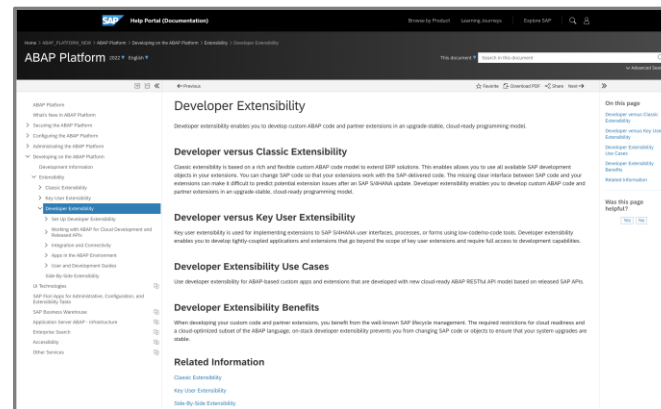 SAP Help Portal (Documentation)
Browse by Product Learning Journeys Explore SAP
Home > ABAP_PLATFORM_NEW > ABAP Platform > Developing on the ABAP Platform > Extensibility > Developer Extensibility
ABAP Platform 2022 English
This document Search in this document
Advanced Sear
Previous
Favorite Download PDF Share Next
ABAP Platform
What's New in ABAP Platform
Securing the ABAP Platform
Configuring the ABAP Platform
Administrating the ABAP Platform
Developing on the ABAP Platform
Development Information
Extensibility
Classic Extensibility
Key User Extensibility
Developer Extensibility
Set Up Developer Extensibility
Working with ABAP for Cloud Development and
Released APIs
Integration and Connectivity
Apps in the ABAP Environment
User and Development Guides
Side-By-Side Extensibility
UI Technologies
SAP Fiori Apps for Administrative, Configuration, and
Extensibility Tasks
SAP Business Warehouse
Application Server ABAP - Infrastructure
Enterprise Search
Accessibility
Other Services
Developer Extensibility
Developer extensibility enables you to develop custom ABAP code and partner extensions in an upgrade-stable, cloud-ready programming model.
Developer versus Classic Extensibility
Classic extensibility is based on a rich and flexible custom ABAP code model to extend ERP solutions. This enables allows you to use all available SAP development
objects in your extensions. You can change SAP code so that your extensions work with the SAP-delivered code. The missing clear interface between SAP code and your
extensions can make it difficult to predict potential extension issues after an SAP S/4HANA update. Developer extensibility enables you to develop custom ABAP code and
partner extensions in an upgrade-stable, cloud-ready programming model.
Developer versus Key User Extensibility
Key user extensibility is used for implementing extensions to SAP S/4HANA-user interfaces, processes, or forms using low-code/no-code tools. Developer extensibility
enables you to develop tightly-coupled applications and extensions that go beyond the scope of key user extensions and require full access to development capabilities.
Developer Extensibility Use Cases
Use developer extensibility for ABAP-based custom apps and extensions that are developed with new cloud-ready ABAP RESTful API model based on released SAP APIs.
Developer Extensibility Benefits
When developing your custom code and partner extensions, you benefit from the well-known SAP lifecycle management. The required restrictions for cloud readiness and
a cloud-optimized subset of the ABAP language, on-stack developer extensibility prevents you from changing SAP code or objects to ensure that your system upgrades are
stable.
Related Information
Classic Extensibility
Key User Extensibility
Side-By-Side Extensibility
On this page
Developer versus Classic
Extensibility
Developer versus Key User
Extensibility
Developer Extensibility
Use Cases
Developer Extensibility
Benefits
Related Information
Was this page
helpful?
Yes No